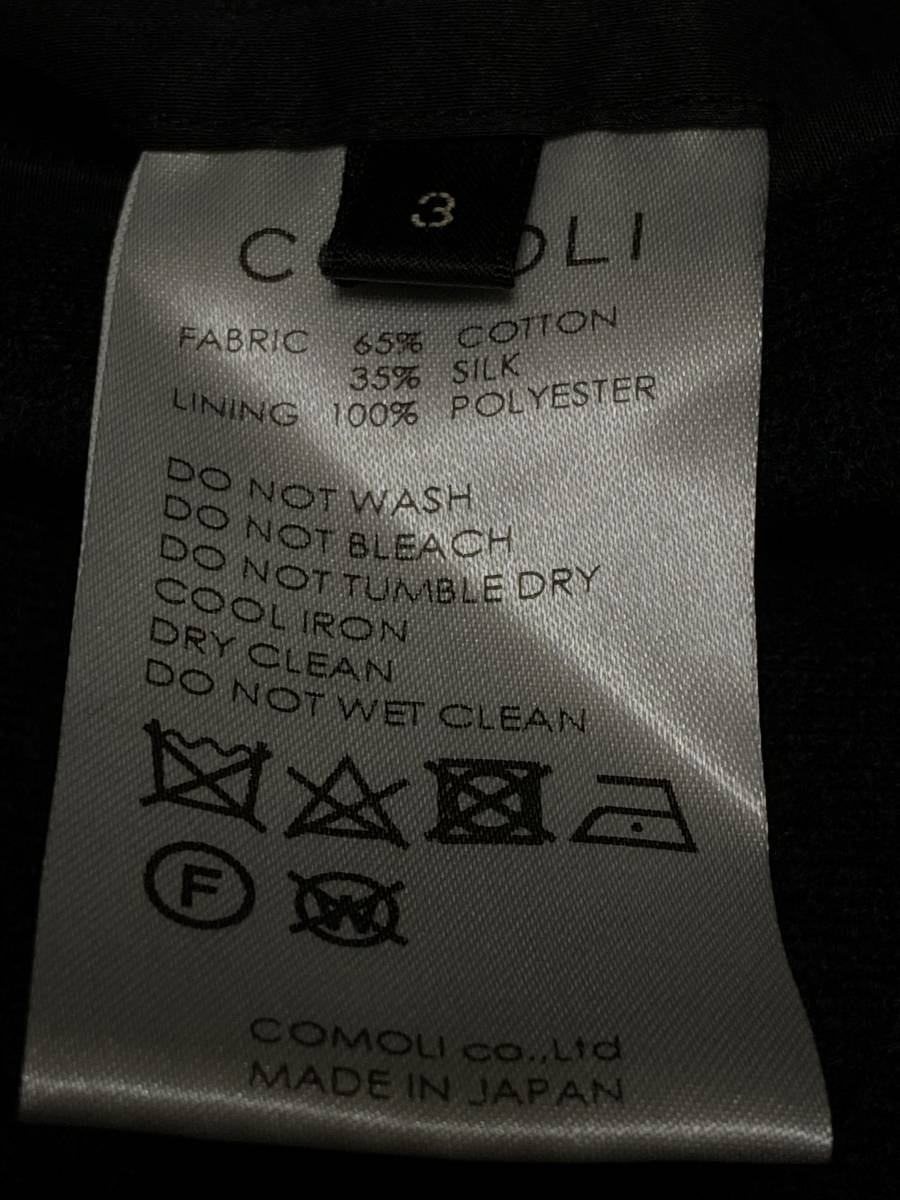 3
C OLI
FABRIC 65% COTTON
35% SILK
LINING 100% POLYESTER
DO NOT WASH
DO NOT BLEACH
DO NOT TUMBLE DRY
COOL IRON
DRY CLEAN
DO NOT WET CLEAN
F
W
COMOLI co.,Ltd
MADE IN JAPAN